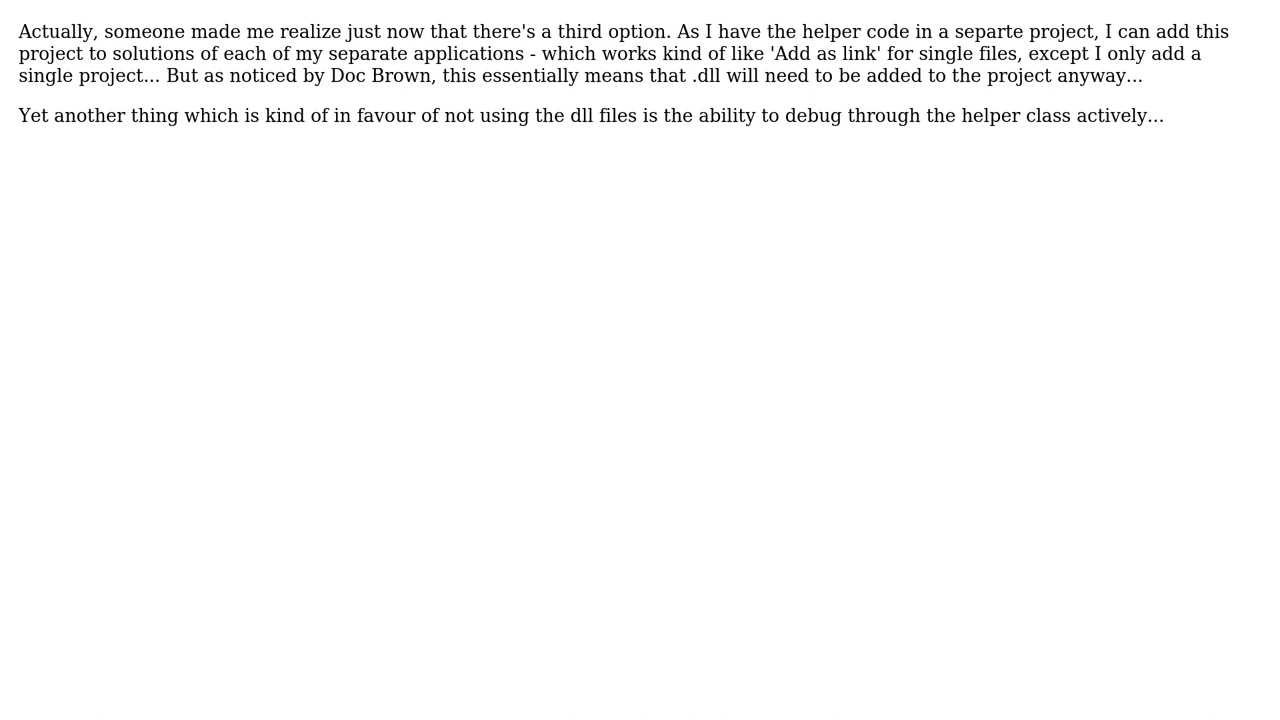 Actually, someone made me realize just now that there's a third option. As I have the helper code in a separte project, I can add this
project to solutions of each of my separate applications - which works kind of like 'Add as link' for single files, except I only add a
single project... But as noticed by Doc Brown, this essentially means that .dll will need to be added to the project anyway...
Yet another thing which is kind of in favour of not using the dll files is the ability to debug through the helper class actively...